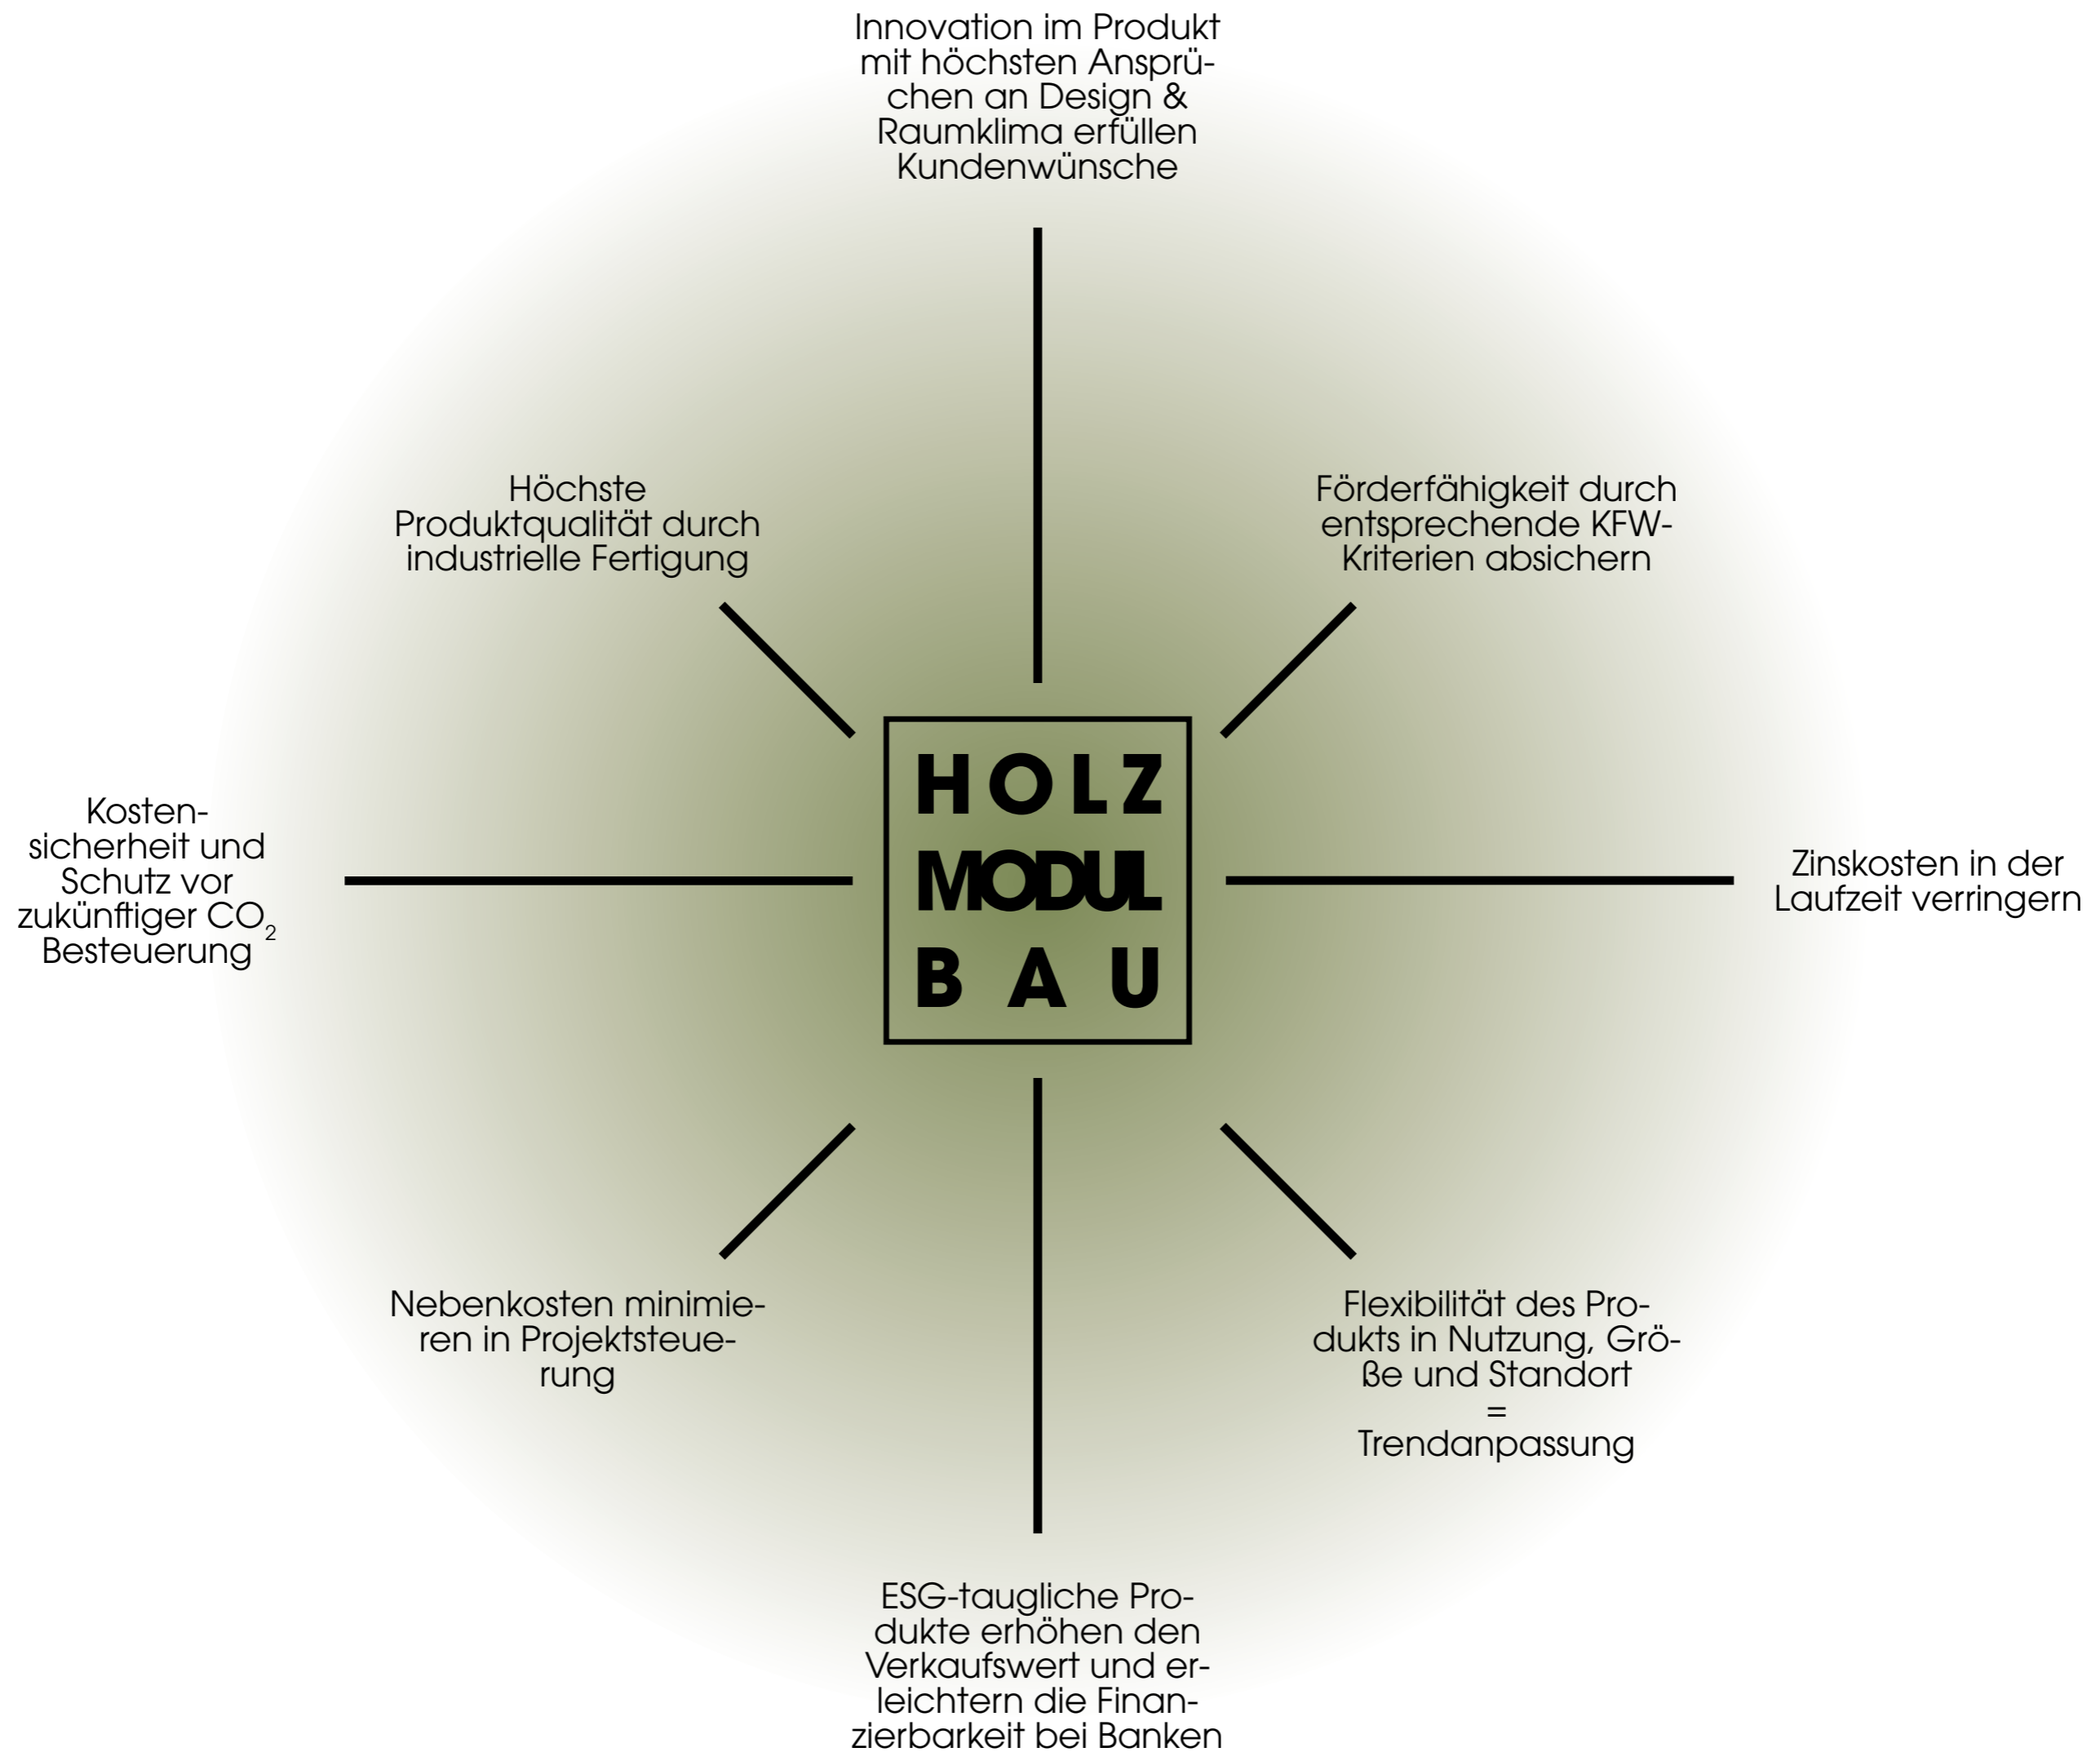 Innovation im Produkt
mit höchsten Ansprü-
chen an Design &
Raumklima erfüllen
Kundenwünsche
Höchste
Produktqualität durch
industrielle Fertigung
Förderfähigkeit durch
entsprechende KFW-
Kriterien absichern
Kosten-
sicherheit und
Schutz vor
zukünftiger CO₂
Besteuerung
HOLZ
MODUL
BAU
Zinskosten in der
Laufzeit verringern
Nebenkosten minimie-
ren in Projektsteue-
rung
Flexibilität des Pro-
dukts in Nutzung, Grö-
ße und Standort
=
Trendanpassung
ESG-taugliche Pro-
dukte erhöhen den
Verkaufswert und er-
leichtern die Finan-
zierbarkeit bei Banken